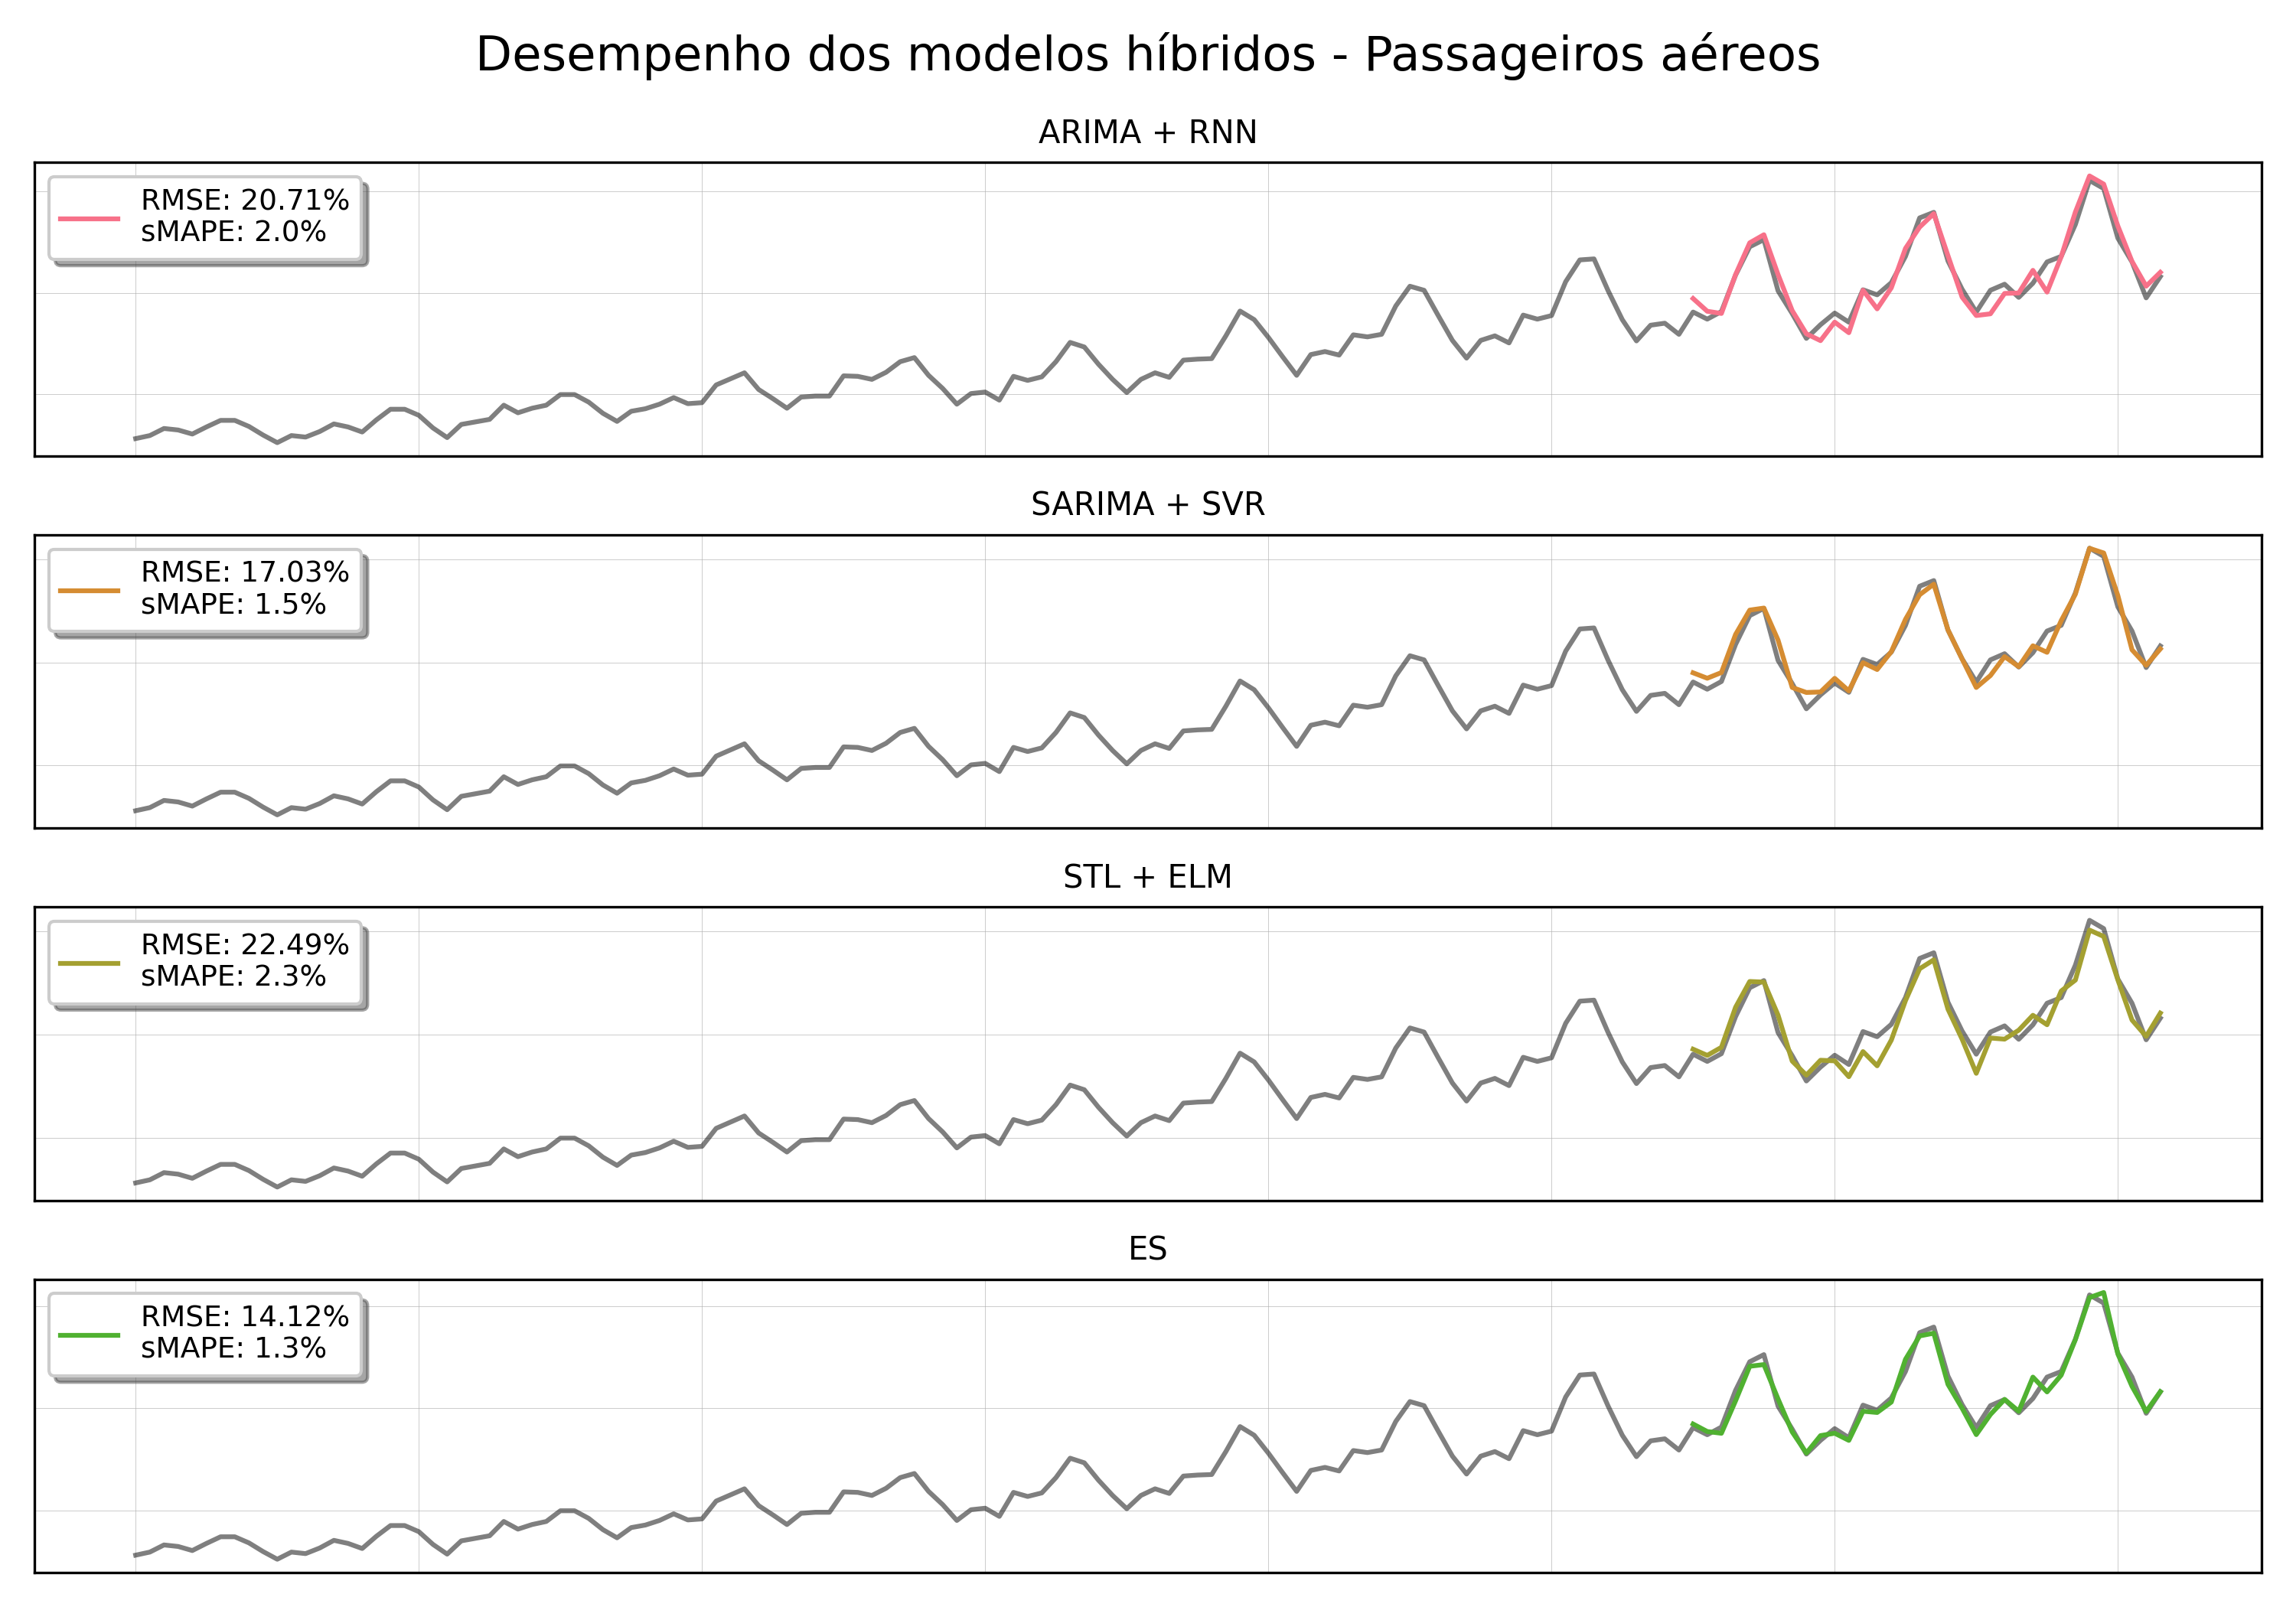 Desempenho dos modelos híbridos - Passageiros aéreos
ARIMA + RNN
RMSE: 20.71%
sMAPE: 2.0%
SARIMA + SVR
RMSE: 17.03%
sMAPE: 1.5%
STL + ELM
RMSE: 22.49%
sMAPE: 2.3%
ES
RMSE: 14.12%
sMAPE: 1.3%